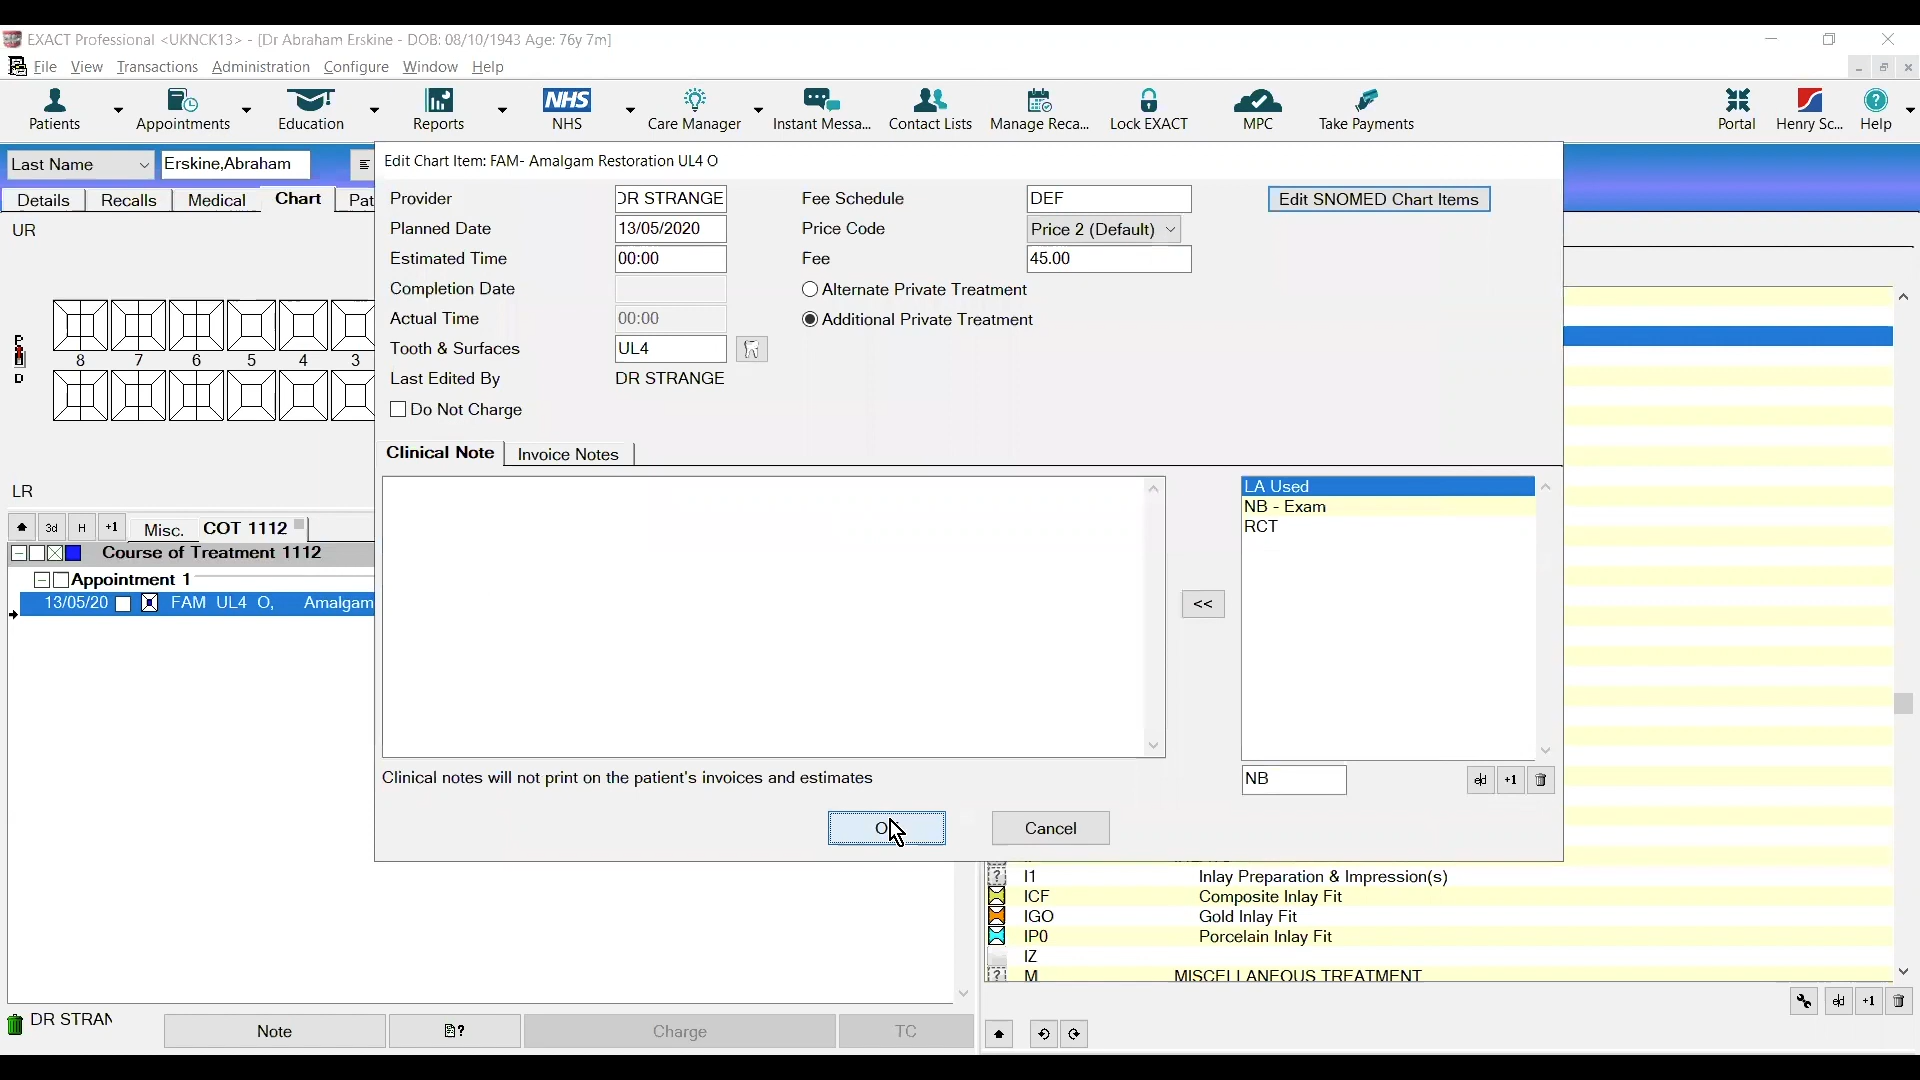 EXACT Professional <UKNCK13> - [Dr Abraham Erskine - DOB: 08/10/1943 Age: 76y 7m]
File View Transactions Administration Configure Window Help
Patients Appointments Education Reports NHS NHS Care Manager Instant Messa... Contact Lists Manage Reca... Lock EXACT MPC Take Payments Portal Henry Sc... Help
Last Name Erskine,Abraham
Details Recalls Medical Chart Pat
Edit Chart Item: FAM- Amalgam Restoration UL4 O
Provider DR STRANGE Fee Schedule DEF Edit SNOMED Chart Items
Planned Date 13/05/2020 Price Code Price 2 (Default)
Estimated Time 00:00 Fee 45.00
Completion Date Alternate Private Treatment
Actual Time 00:00 Additional Private Treatment
Tooth & Surfaces UL4
Last Edited By DR STRANGE
Do Not Charge
Clinical Note Invoice Notes
LA Used
NB - Exam
RCT
<<
Clinical notes will not print on the patient's invoices and estimates
NB e|d +1
Cancel
UR
8 7 6 5 4 3
P
D
LR
3d H +1 Misc. COT 1112
Course of Treatment 1112
Appointment 1
13/05/20 FAM UL4 O, Amalgam
? I1 Inlay Preparation & Impression(s)
ICF Composite Inlay Fit
IGO Gold Inlay Fit
IP0 Porcelain Inlay Fit
IZ
? M MISCELLANEOUS TREATMENT
e|d +1
DR STRAN Note ? Charge TC